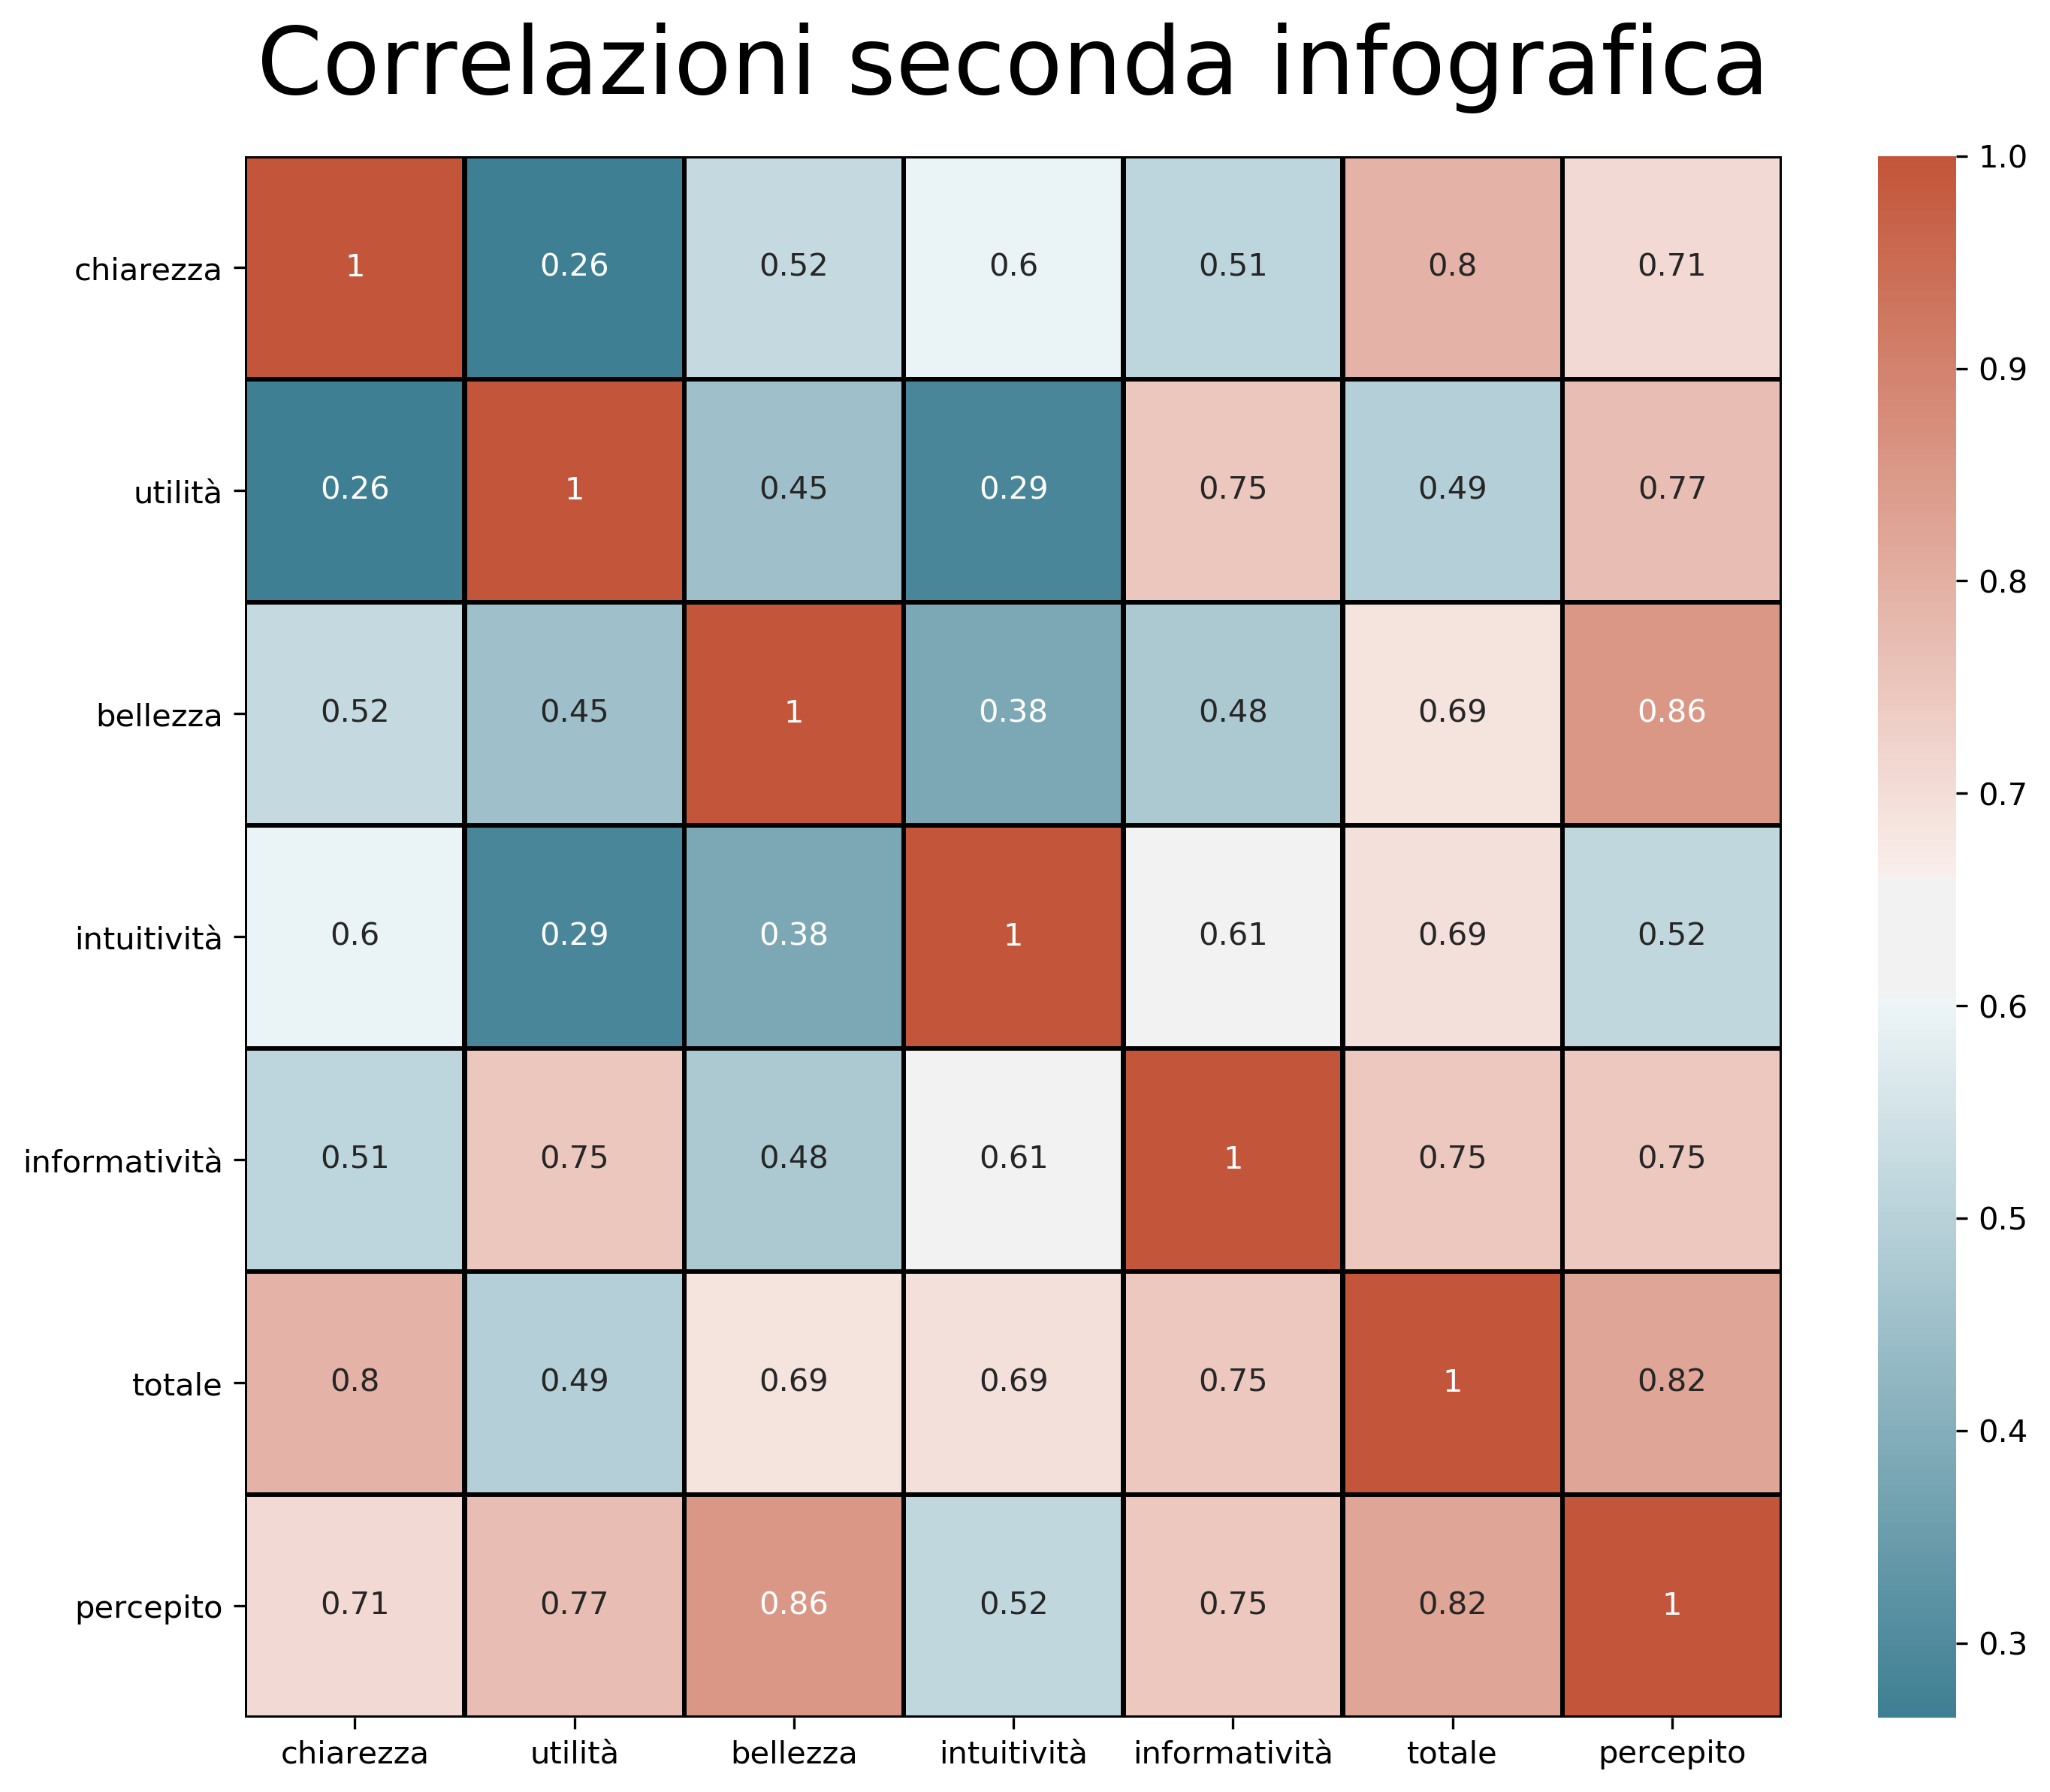 Correlazioni seconda infografica
chiarezza 1 0.26 0.52 0.6 0.51 0.8 0.71
utilità 0.26 1 0.45 0.29 0.75 0.49 0.77
bellezza 0.52 0.45 1 0.38 0.48 0.69 0.86
intuitività 0.6 0.29 0.38 1 0.61 0.69 0.52
informatività 0.51 0.75 0.48 0.61 1 0.75 0.75
totale 0.8 0.49 0.69 0.69 0.75 1 0.82
percepito 0.71 0.77 0.86 0.52 0.75 0.82 1
chiarezza utilità bellezza intuitività informatività totale percepito
1.0
0.9
0.8
0.7
0.6
0.5
0.4
0.3